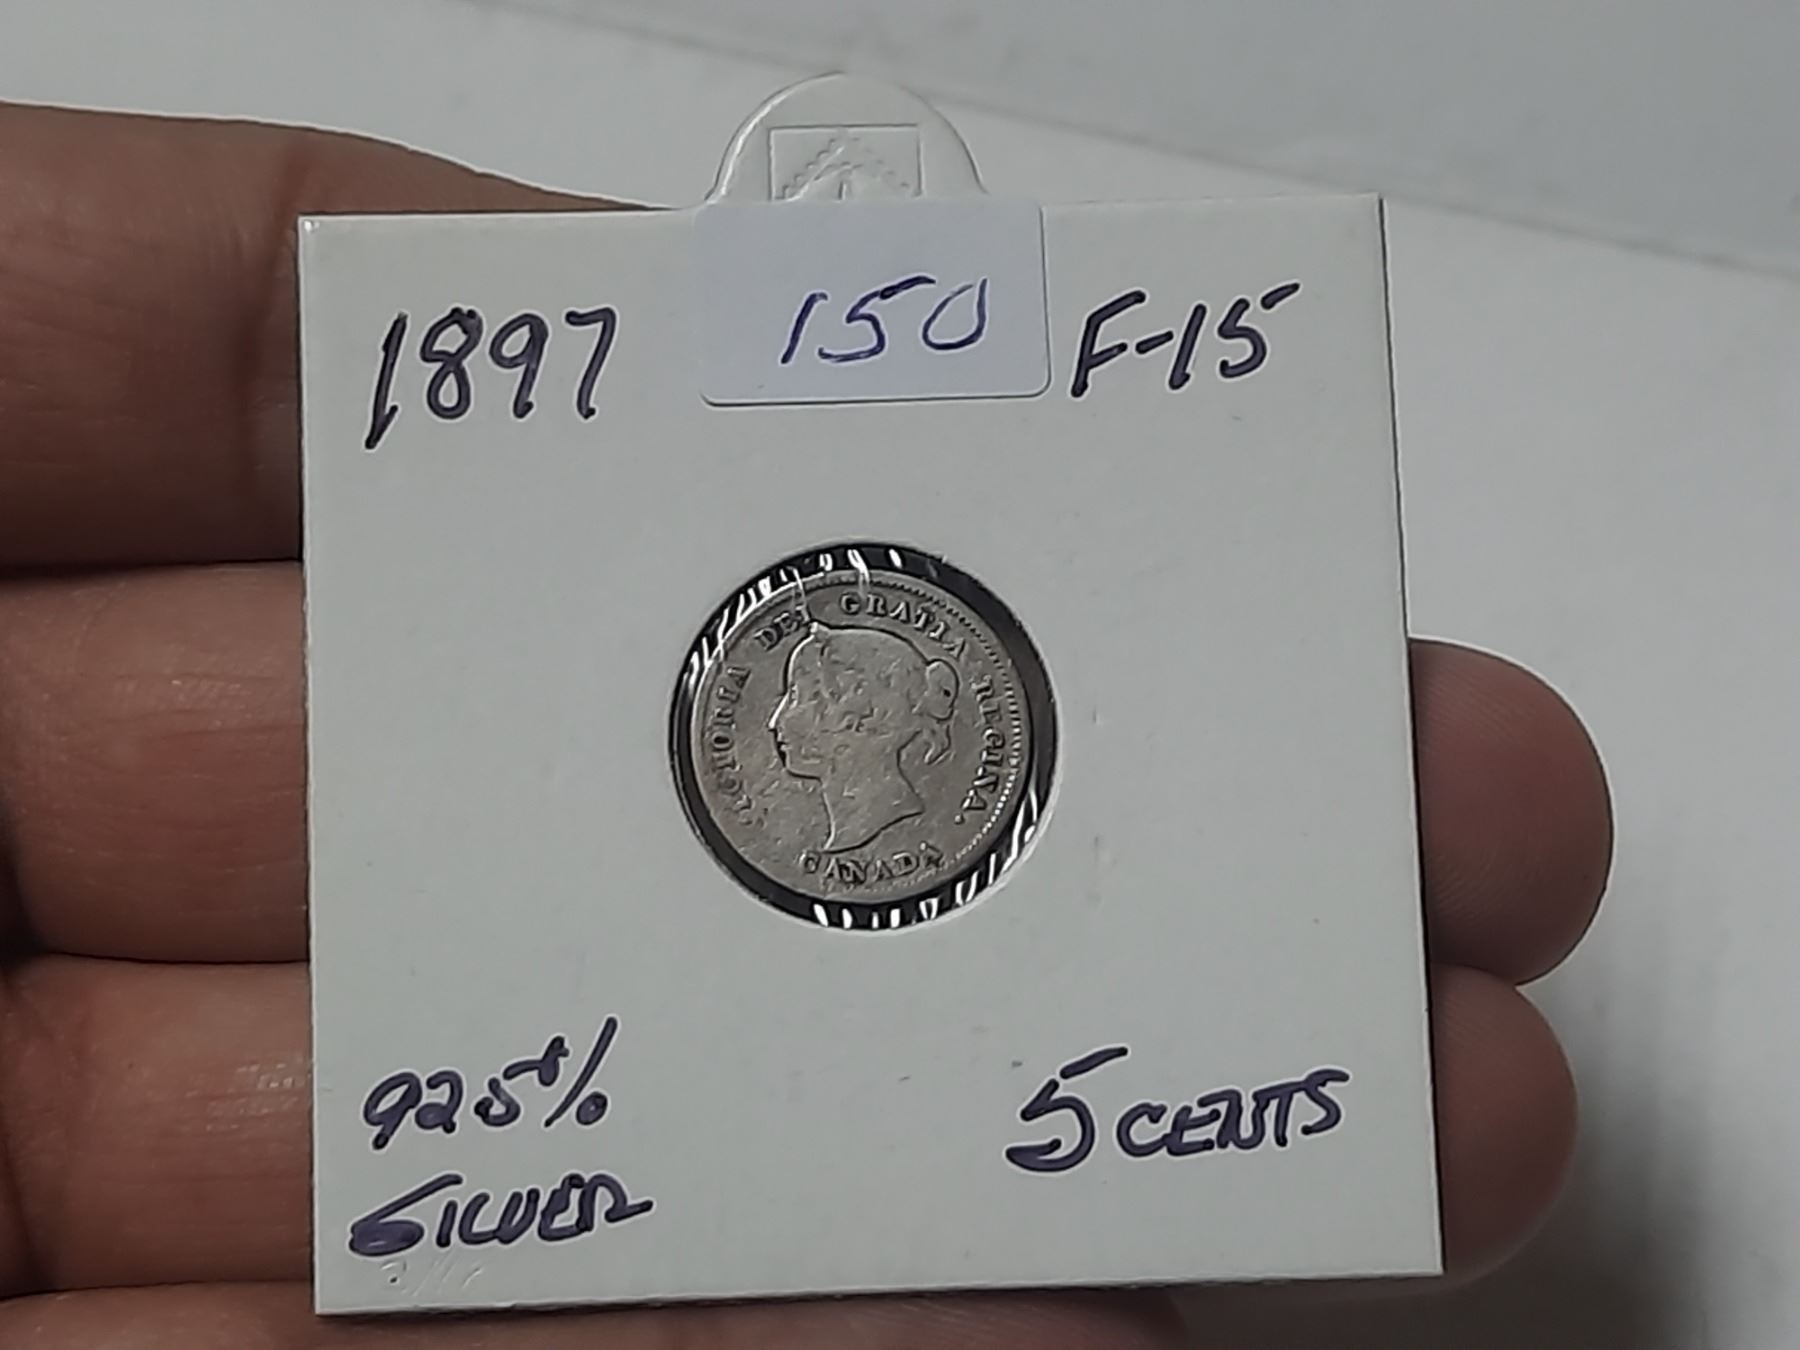 1897
150
F-15
VICTORIA DEI GRATIA REGINA.
CANADA
925%
SILVER
5 CENTS